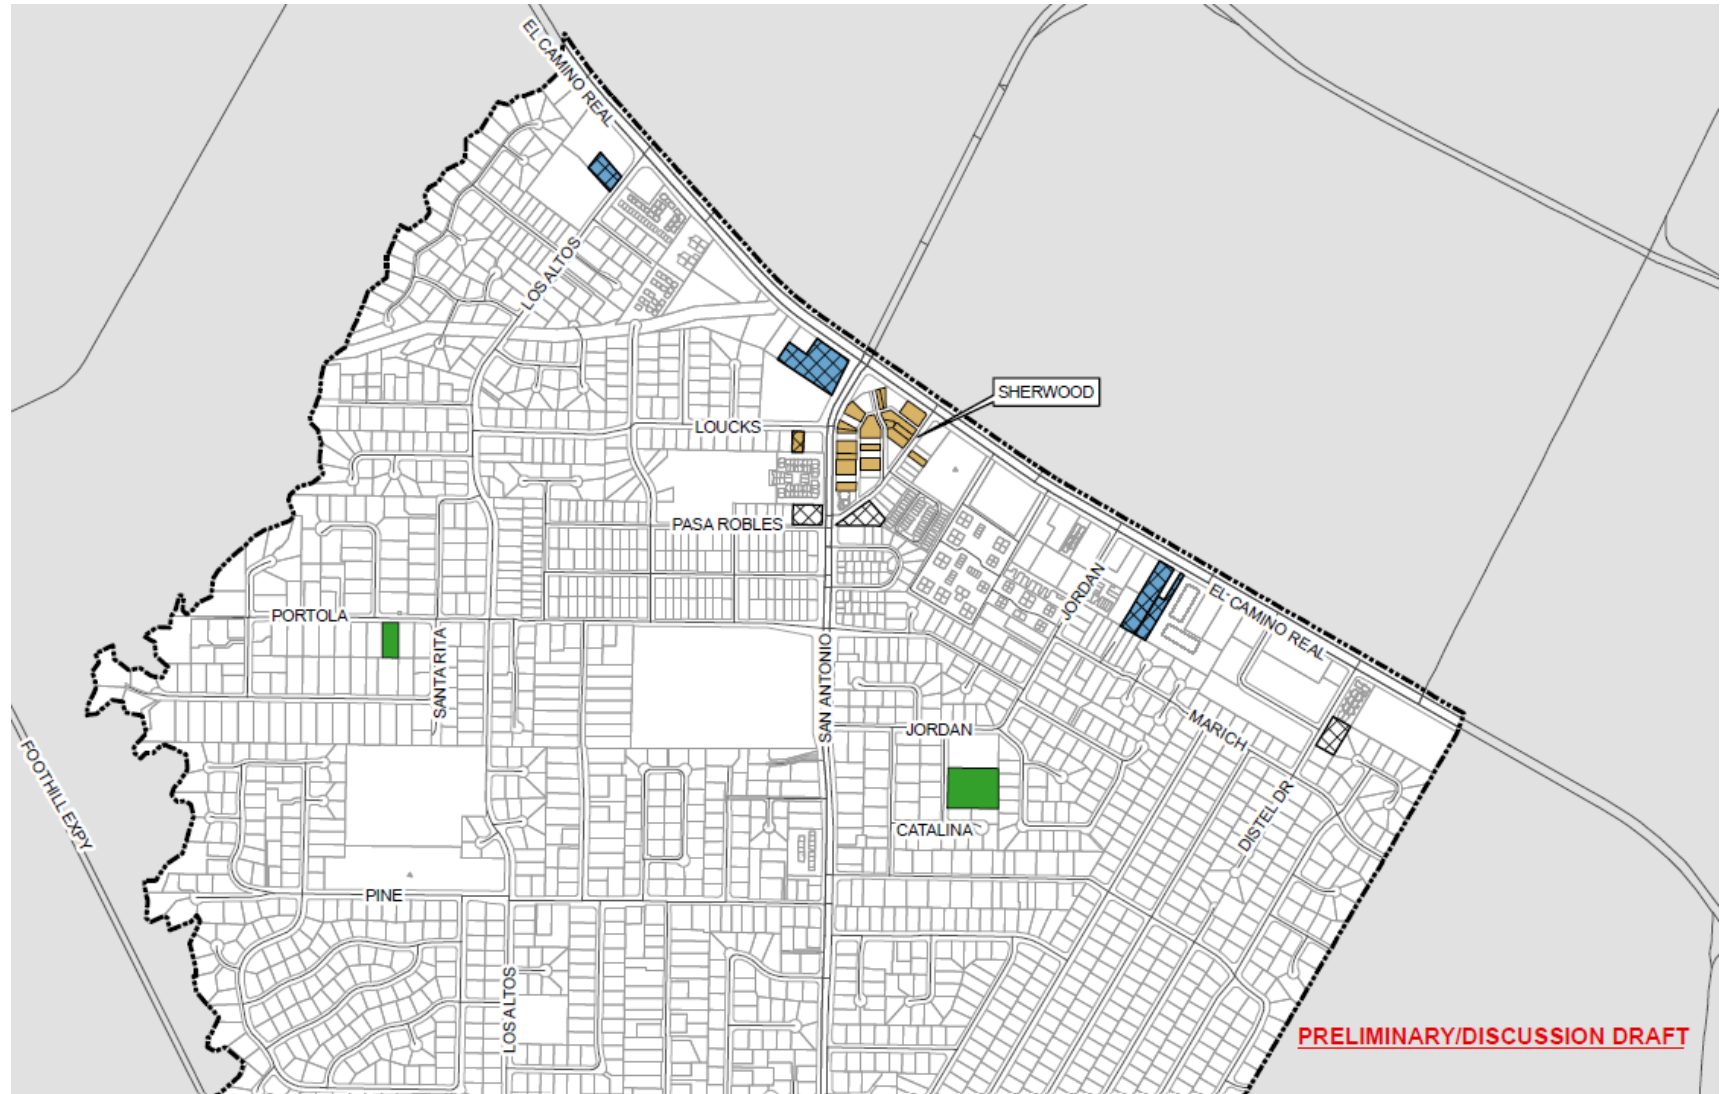 EL CAMINO REAL
LOS ALTOS
SHERWOOD
LOUCKS
PASA ROBLES
JORDAN
EL CAMINO REAL
PORTOLA
SANTA RITA
SAN ANTONIO
JORDAN
MARICH
FOOTHILL EXPY
CATALINA
DISTEL DR
PINE
LOS ALTOS
PRELIMINARY/DISCUSSION DRAFT